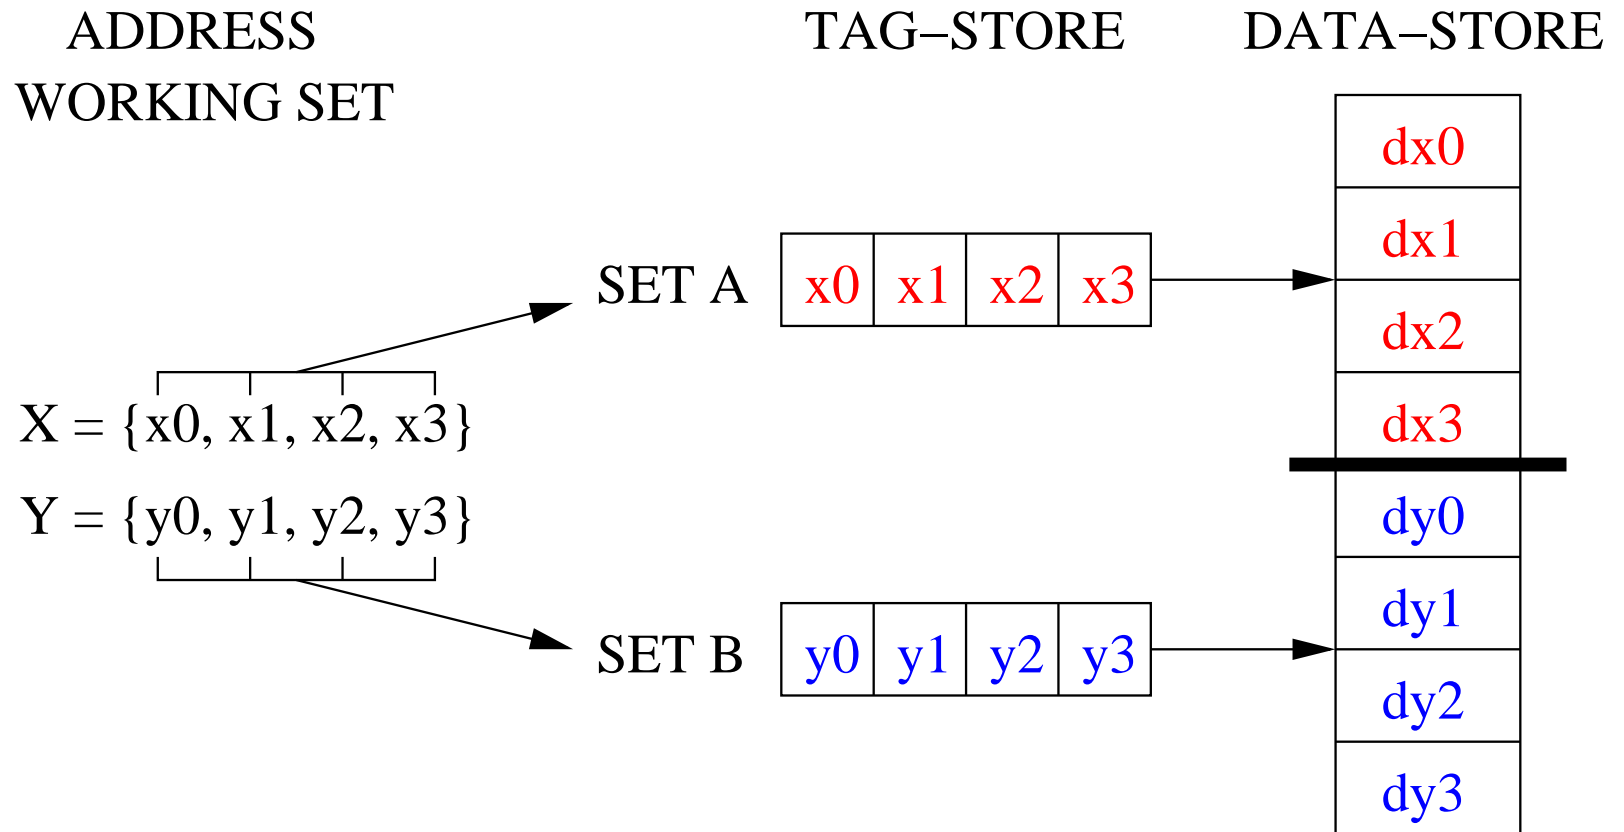 ADDRESS
WORKING SET
TAG–STORE
DATA–STORE
SET A
x0 x1 x2 x3
X = {x0, x1, x2, x3}
Y = {y0, y1, y2, y3}
SET B
y0 y1 y2 y3
dx0
dx1
dx2
dx3
dy0
dy1
dy2
dy3